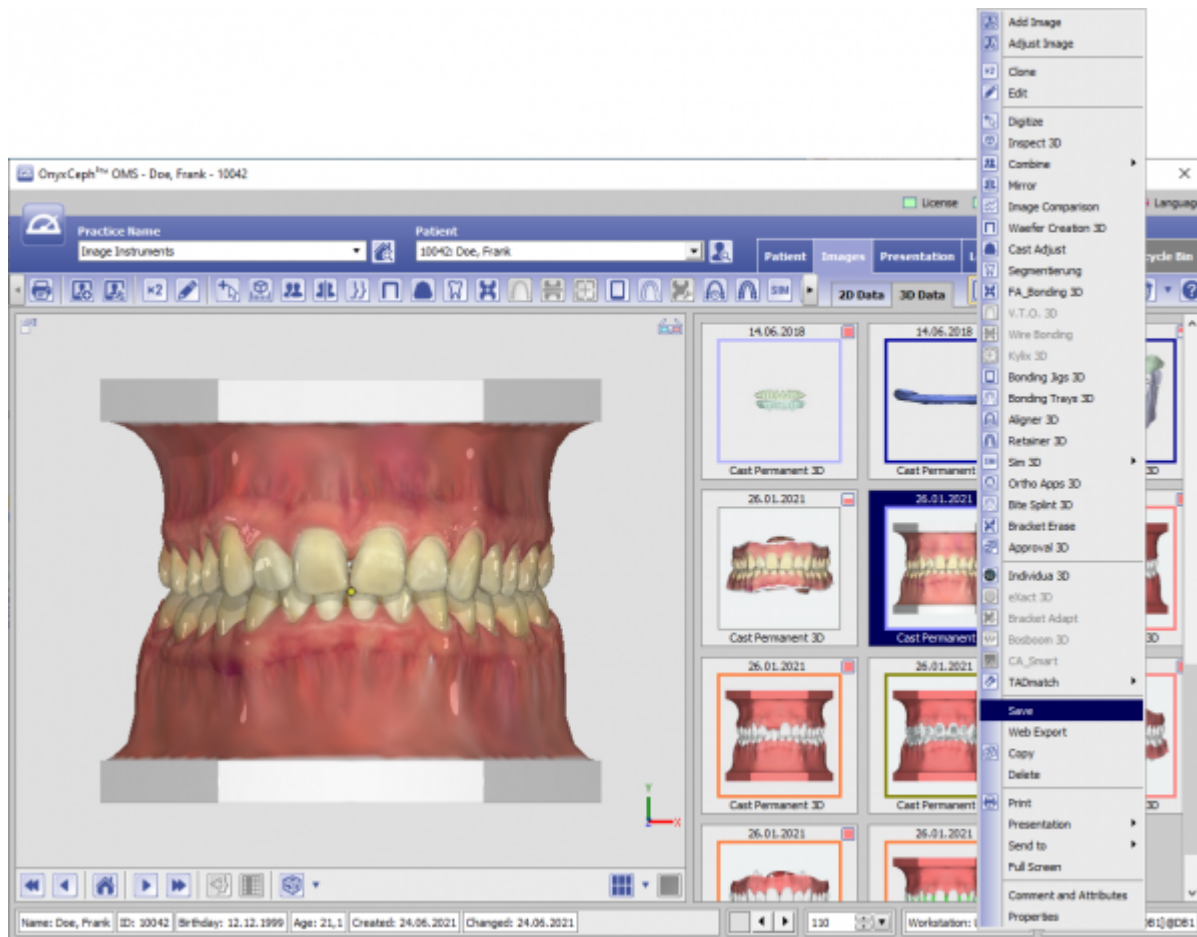 Add Image
Adjust Image
Clone
Edit
Digitize
Inspect 3D
Combine
Mirror
Image Comparison
Waefer Creation 3D
Cast Adjust
Segmentierung
FA_Bonding 3D
V.T.O. 3D
Wire Bonding
Kylix 3D
Bonding Jigs 3D
Bonding Trays 3D
Aligner 3D
Retainer 3D
Sim 3D
Ortho Apps 3D
Bite Splint 3D
Bracket Erase
Approval 3D
Individua 3D
eXact 3D
Bracket Adapt
Bosboom 3D
CA_Smart
TADmatch
Save
Web Export
Copy
Delete
Print
Presentation
Send to
Full Screen
Comment and Attributes
Properties
OnyxCeph³™ OMS - Doe, Frank - 10042
License
Practice Name
Patient
Image Instruments
10042: Doe, Frank
Patient Images Presentation
x2 SIM 2D Data 3D Data
14.06.2018 14.06.2018
Cast Permanent 3D Cast Permanent 3D
26.01.2021 26.01.2021
Cast Permanent 3D Cast Permanent 3D
26.01.2021 26.01.2021
Cast Permanent 3D Cast Permanent 3D
26.01.2021 26.01.2021
Y
X
Name: Doe, Frank ID: 10042 Birthday: 12.12.1999 Age: 21,1 Created: 24.06.2021 Changed: 24.06.2021 110 Workstation: